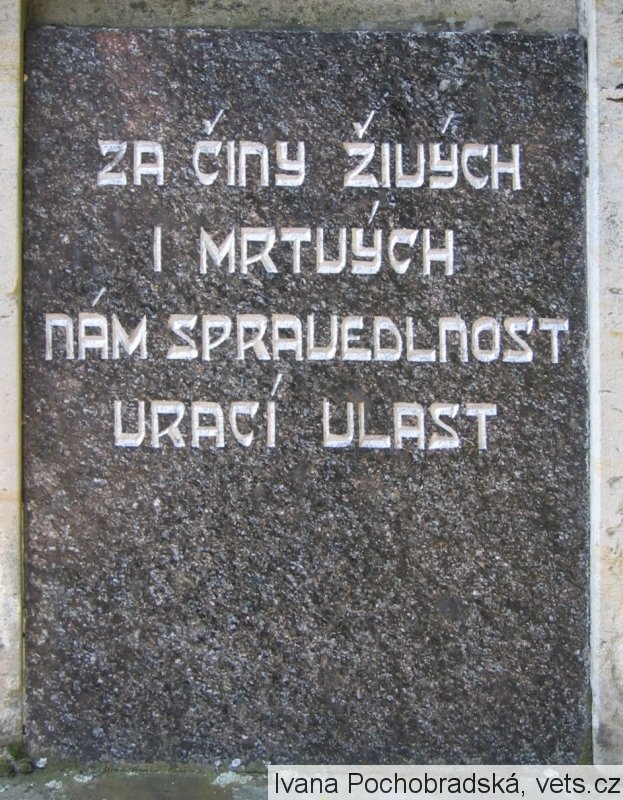 ZA ČINY ŽIVÝCH
I MRTVÝCH
NÁM SPRAVEDLNOST
VRACÍ VLAST
Ivana Pochobradská, vets.cz